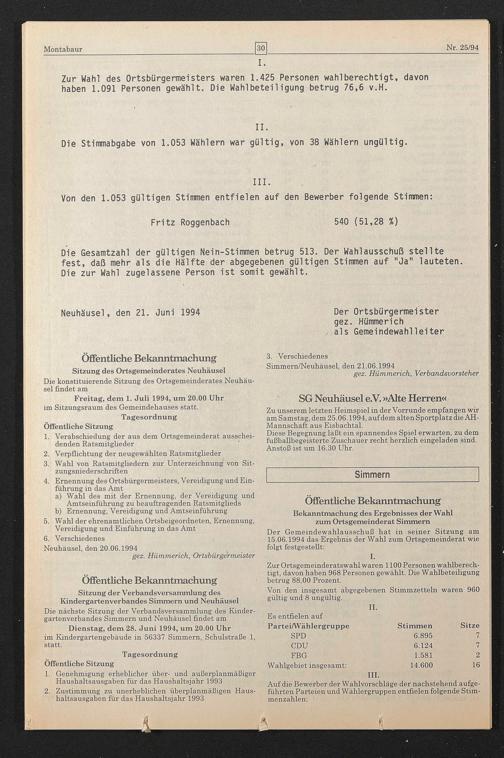 Montabaur
30
Nr. 25/94
I.
Zur Wahl des Ortsbürgermeisters waren 1.425 Personen wahlberechtigt, davon
haben 1.091 Personen gewählt. Die Wahlbeteiligung betrug 76,6 v.H.
II.
Die Stimmabgabe von 1.053 Wählern war gültig, von 38 Wählern ungültig.
III.
Von den 1.053 gültigen Stimmen entfielen auf den Bewerber folgende Stimmen:
Fritz Roggenbach 540 (51,28 %)
Die Gesamtzahl der gültigen Nein-Stimmen betrug 513. Der Wahlausschuß stellte
fest, daß mehr als die Hälfte der abgegebenen gültigen Stimmen auf "Ja" lauteten.
Die zur Wahl zugelassene Person ist somit gewählt.
Neuhäusel, den 21. Juni 1994
Der Ortsbürgermeister
gez. Hümmerich
als Gemeindewahlleiter
Öffentliche Bekanntmachung
Sitzung des Ortsgemeinderates Neuhäusel
Die konstituierende Sitzung des Ortsgemeinderates Neuhäu-
sel findet am
Freitag, dem 1. Juli 1994, um 20.00 Uhr
im Sitzungsraum des Gemeindehauses statt.
Tagesordnung
Öffentliche Sitzung
1. Verabschiedung der aus dem Ortsgemeinderat ausschei-
denden Ratsmitglieder
2. Verpflichtung der neugewählten Ratsmitglieder
3. Wahl von Ratsmitgliedern zur Unterzeichnung von Sit-
zungsniederschriften
4. Ernennung des Ortsbürgermeisters, Vereidigung und Ein-
führung in das Amt
a) Wahl des mit der Ernennung, der Vereidigung und
Amtseinführung zu beauftragenden Ratsmitglieds
b) Ernennung, Vereidigung und Amtseinführung
5. Wahl der ehrenamtlichen Ortsbeigeordneten, Ernennung,
Vereidigung und Einführung in das Amt
6. Verschiedenes
Neuhäusel, den 20.06.1994
gez. Hümmerich, Ortsbürgermeister
Öffentliche Bekanntmachung
Sitzung der Verbandsversammlung des
Kindergartenverbandes Simmern und Neuhäusel
Die nächste Sitzung der Verbandsversammlung des Kinder-
gartenverbandes Simmern und Neuhäusel findet am
Dienstag, dem 28. Juni 1994, um 20.00 Uhr
im Kindergartengebäude in 56337 Simmern, Schulstraße 1,
statt.
Tagesordnung
Öffentliche Sitzung
1. Genehmigung erheblicher über- und außerplanmäßiger
Haushaltsausgaben für das Haushaltsjahr 1993
2. Zustimmung zu unerheblichen überplanmäßigen Haus-
haltsausgaben für das Haushaltsjahr 1993
3. Verschiedenes
Simmern/Neuhäusel, den 21.06.1994
gez. Hümmerich, Verbandsvorsteher
SG Neuhäusel e.V. »Alte Herren«
Zu unserem letzten Heimspiel in der Vorrunde empfangen wir
am Samstag, dem 25.06.1994, auf dem alten Sportplatz die AH-
Mannschaft aus Eisbachtal.
Diese Begegnung läßt ein spannendes Spiel erwarten, zu dem
fußballbegeisterte Zuschauer recht herzlich eingeladen sind.
Anstoß ist um 16.30 Uhr.
Simmern
Öffentliche Bekanntmachung
Bekanntmachung des Ergebnisses der Wahl
zum Ortsgemeinderat Simmern
Der Gemeindewahlausschuß hat in seiner Sitzung am
15.06.1994 das Ergebnis der Wahl zum Ortsgemeinderat wie
folgt festgestellt:
I.
Zur Ortsgemeinderatswahl waren 1100 Personen wahlberech-
tigt, davon haben 968 Personen gewählt. Die Wahlbeteiligung
betrug 88.00 Prozent.
Von den insgesamt abgegebenen Stimmzetteln waren 960
gültig und 8 ungültig.
II.
Es entfielen auf
Partei/Wählergruppe Stimmen Sitze
SPD 6.895 7
CDU 6.124 7
FBG 1.581 2
Wahlgebiet insgesamt: 14.600 16
III.
Auf die Bewerber der Wahlvorschläge der nachstehend aufge-
führten Parteien und Wählergruppen entfielen folgende Stim-
menzahlen: